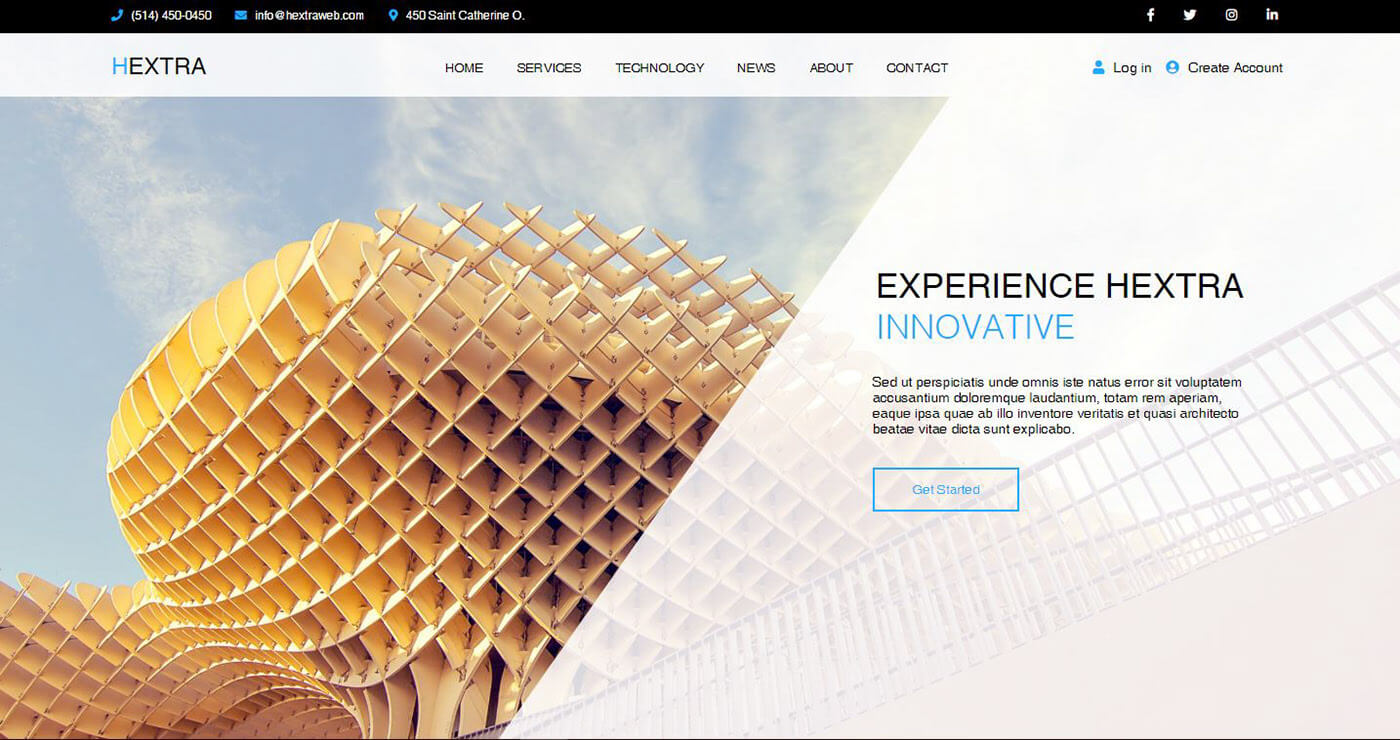 (514) 450-0450 info@hextraweb.com 450 Saint Catherine O.
HEXTRA HOME SERVICES TECHNOLOGY NEWS ABOUT CONTACT Log in Create Account
EXPERIENCE HEXTRA
INNOVATIVE
Sed ut perspiciatis unde omnis iste natus error sit voluptatem
accusantium doloremque laudantium, totam rem aperiam,
eaque ipsa quae ab illo inventore veritatis et quasi architecto
beatae vitae dicta sunt explicabo.
Get Started